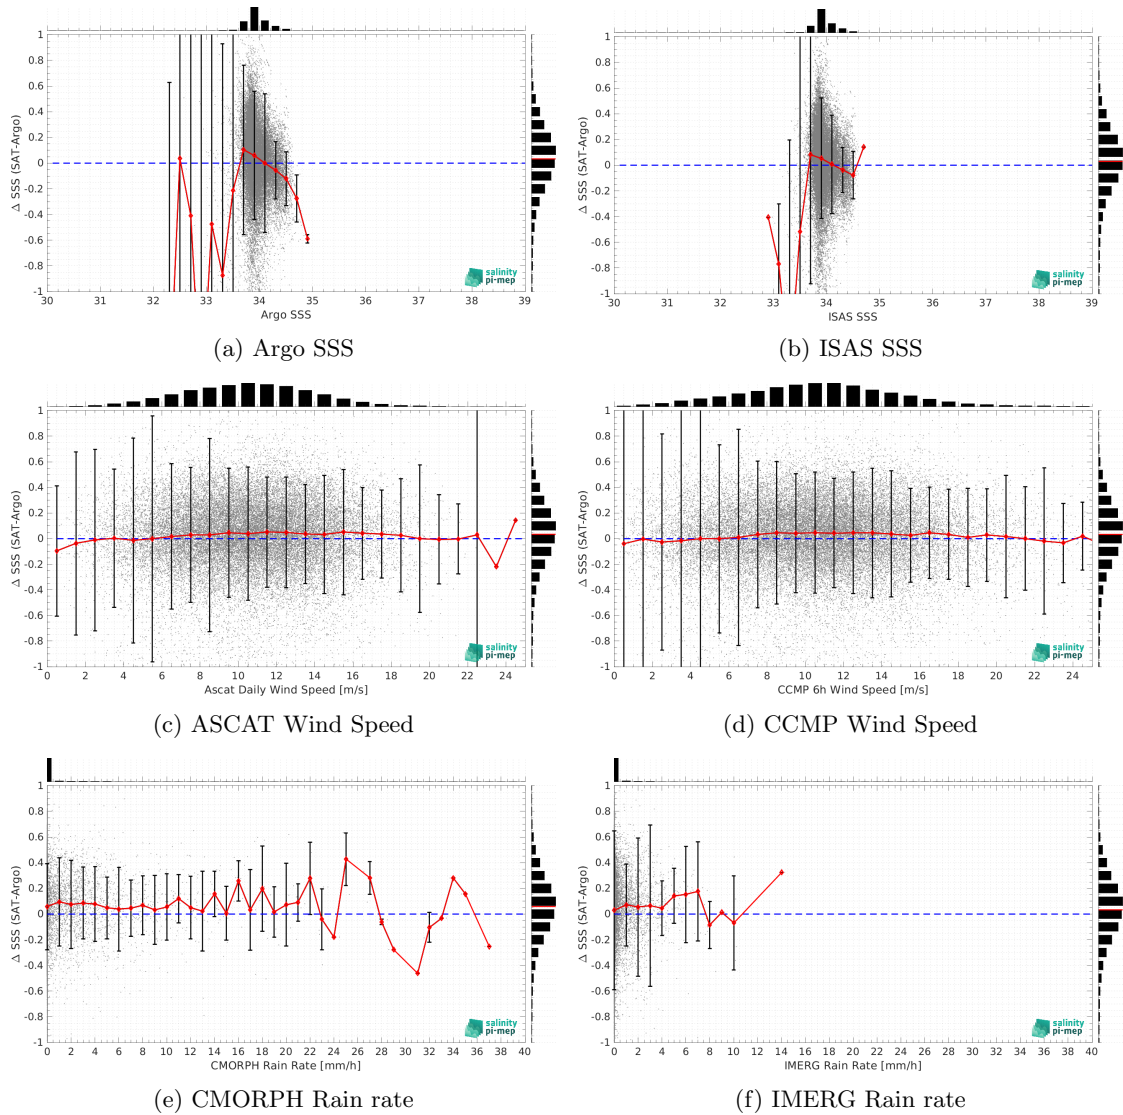 1
0.8
0.6
0.4
0.2
0
-0.2
-0.4
-0.6
-0.8
-1
Δ SSS (SAT-Argo)
30 31 32 33 34 35 36 37 38 39
Argo SSS
salinity
pi-mep
(a) Argo SSS
1
0.8
0.6
0.4
0.2
0
-0.2
-0.4
-0.6
-0.8
-1
Δ SSS (SAT-Argo)
30 31 32 33 34 35 36 37 38 39
ISAS SSS
salinity
pi-mep
(b) ISAS SSS
1
0.8
0.6
0.4
0.2
0
-0.2
-0.4
-0.6
-0.8
-1
Δ SSS (SAT-Argo)
0 2 4 6 8 10 12 14 16 18 20 22 24
Ascat Daily Wind Speed [m/s]
salinity
pi-mep
(c) ASCAT Wind Speed
1
0.8
0.6
0.4
0.2
0
-0.2
-0.4
-0.6
-0.8
-1
Δ SSS (SAT-Argo)
0 2 4 6 8 10 12 14 16 18 20 22 24
CCMP 6h Wind Speed [m/s]
salinity
pi-mep
(d) CCMP Wind Speed
1
0.8
0.6
0.4
0.2
0
-0.2
-0.4
-0.6
-0.8
-1
Δ SSS (SAT-Argo)
0 2 4 6 8 10 12 14 16 18 20 22 24 26 28 30 32 34 36 38 40
CMORPH Rain Rate [mm/h]
salinity
pi-mep
(e) CMORPH Rain rate
1
0.8
0.6
0.4
0.2
0
-0.2
-0.4
-0.6
-0.8
-1
Δ SSS (SAT-Argo)
0 2 4 6 8 10 12 14 16 18 20 22 24 26 28 30 32 34 36 38 40
IMERG Rain Rate [mm/h]
salinity
pi-mep
(f) IMERG Rain rate